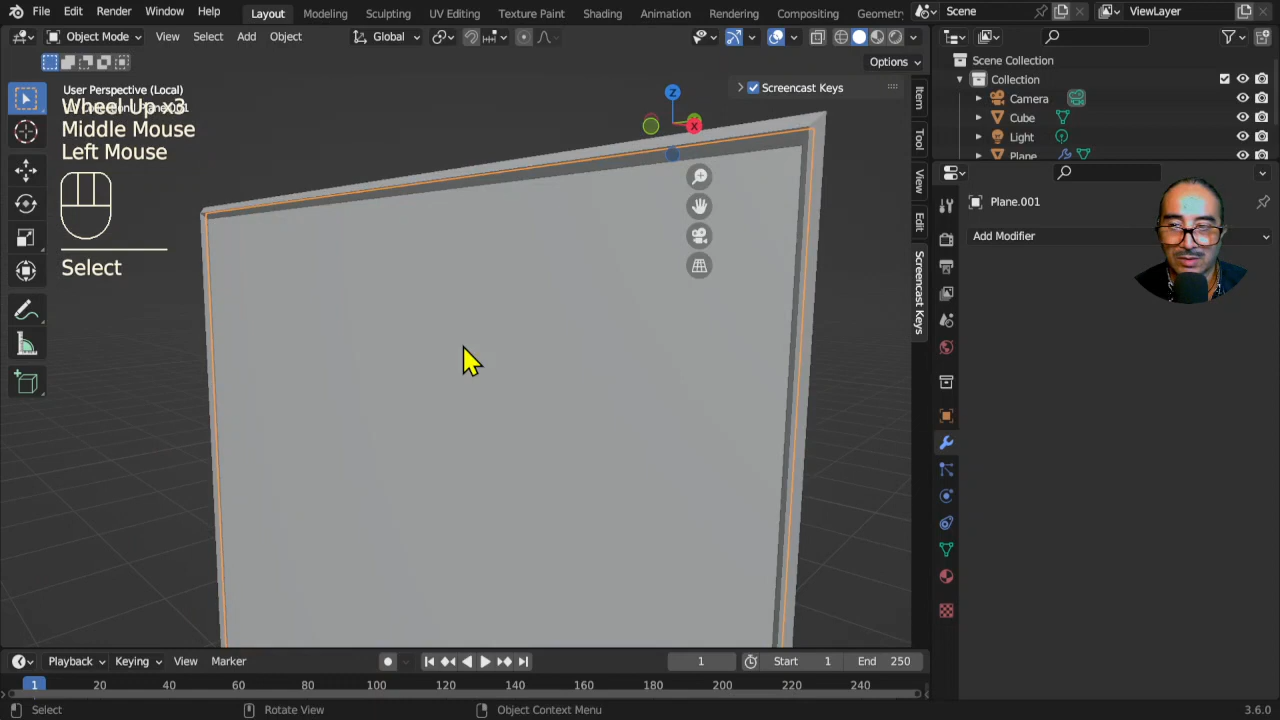 File Edit Render Window Help Layout Modeling Sculpting UV Editing Texture Paint Shading Animation Rendering Compositing Geometry Scene ViewLayer
Object Mode View Select Add Object Global
Options
User Perspective (Local)
Wheel Up x3
Middle Mouse
Left Mouse
Select
Screencast Keys
Z
X
Item
Tool
View
Edit
Screencast Keys
Scene Collection
Collection
Camera
Cube
Light
Plane
Plane.001
Add Modifier
Playback Keying View Marker 1 Start 1 End 250
1 20 40 60 80 100 120 140 160 180 200 220 240
Select Rotate View Object Context Menu 3.6.0